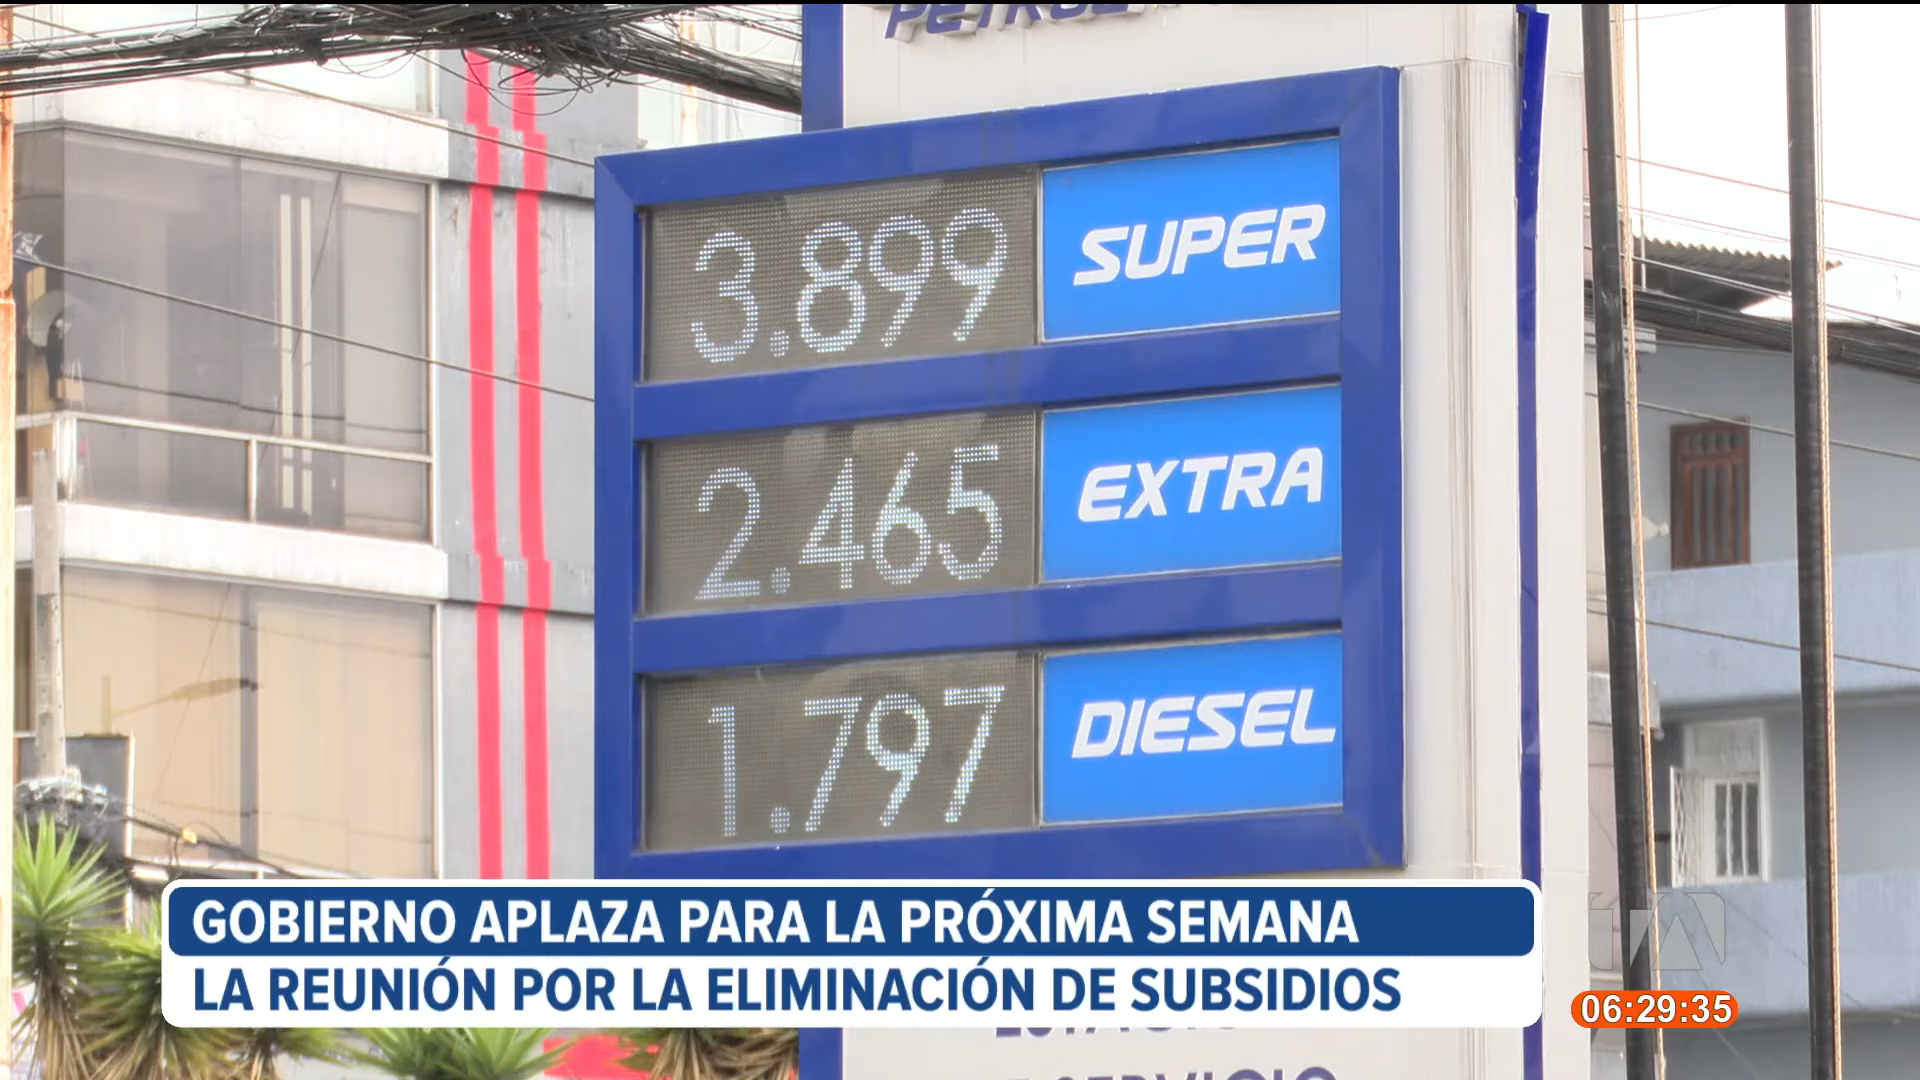 3.899 SUPER
2.465 EXTRA
1.797 DIESEL
GOBIERNO APLAZA PARA LA PRÓXIMA SEMANA
LA REUNIÓN POR LA ELIMINACIÓN DE SUBSIDIOS
TA
06:29:35